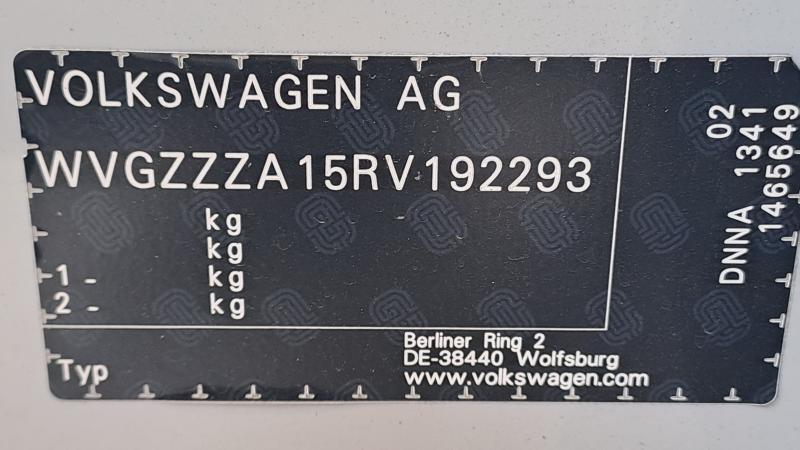 VOLKSWAGEN AG
WVGZZZA15RV192293
kg
kg
1 - kg
2 - kg
Typ
Berliner Ring 2
DE-38440 Wolfsburg
www.volkswagen.com
02
DNNA 1341
1465649